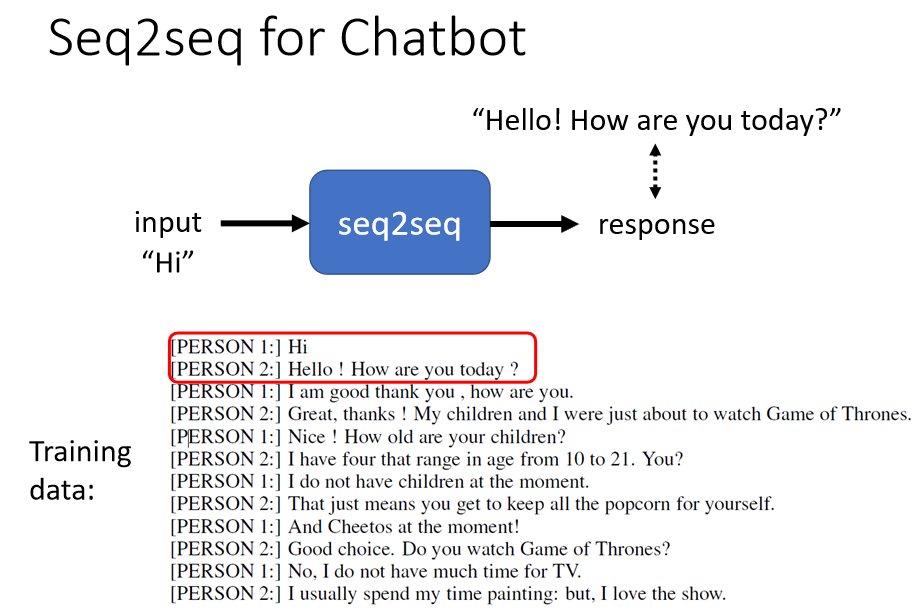 Seq2seq for Chatbot
“Hello! How are you today?”
input
“Hi”
seq2seq
response
Training
data:
[PERSON 1:] Hi
[PERSON 2:] Hello ! How are you today ?
[PERSON 1:] I am good thank you , how are you.
[PERSON 2:] Great, thanks ! My children and I were just about to watch Game of Thrones.
[PERSON 1:] Nice ! How old are your children?
[PERSON 2:] I have four that range in age from 10 to 21. You?
[PERSON 1:] I do not have children at the moment.
[PERSON 2:] That just means you get to keep all the popcorn for yourself.
[PERSON 1:] And Cheetos at the moment!
[PERSON 2:] Good choice. Do you watch Game of Thrones?
[PERSON 1:] No, I do not have much time for TV.
[PERSON 2:] I usually spend my time painting: but, I love the show.